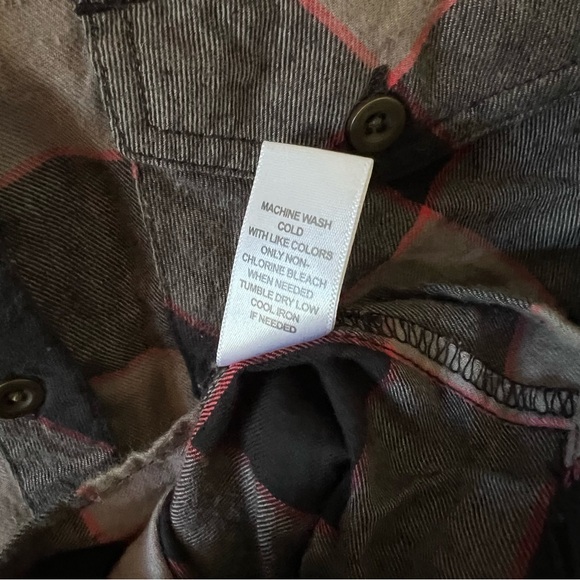 MACHINE WASH
COLD
WITH LIKE COLORS
ONLY NON-
CHLORINE BLEACH
WHEN NEEDED
TUMBLE DRY LOW
COOL IRON
IF NEEDED